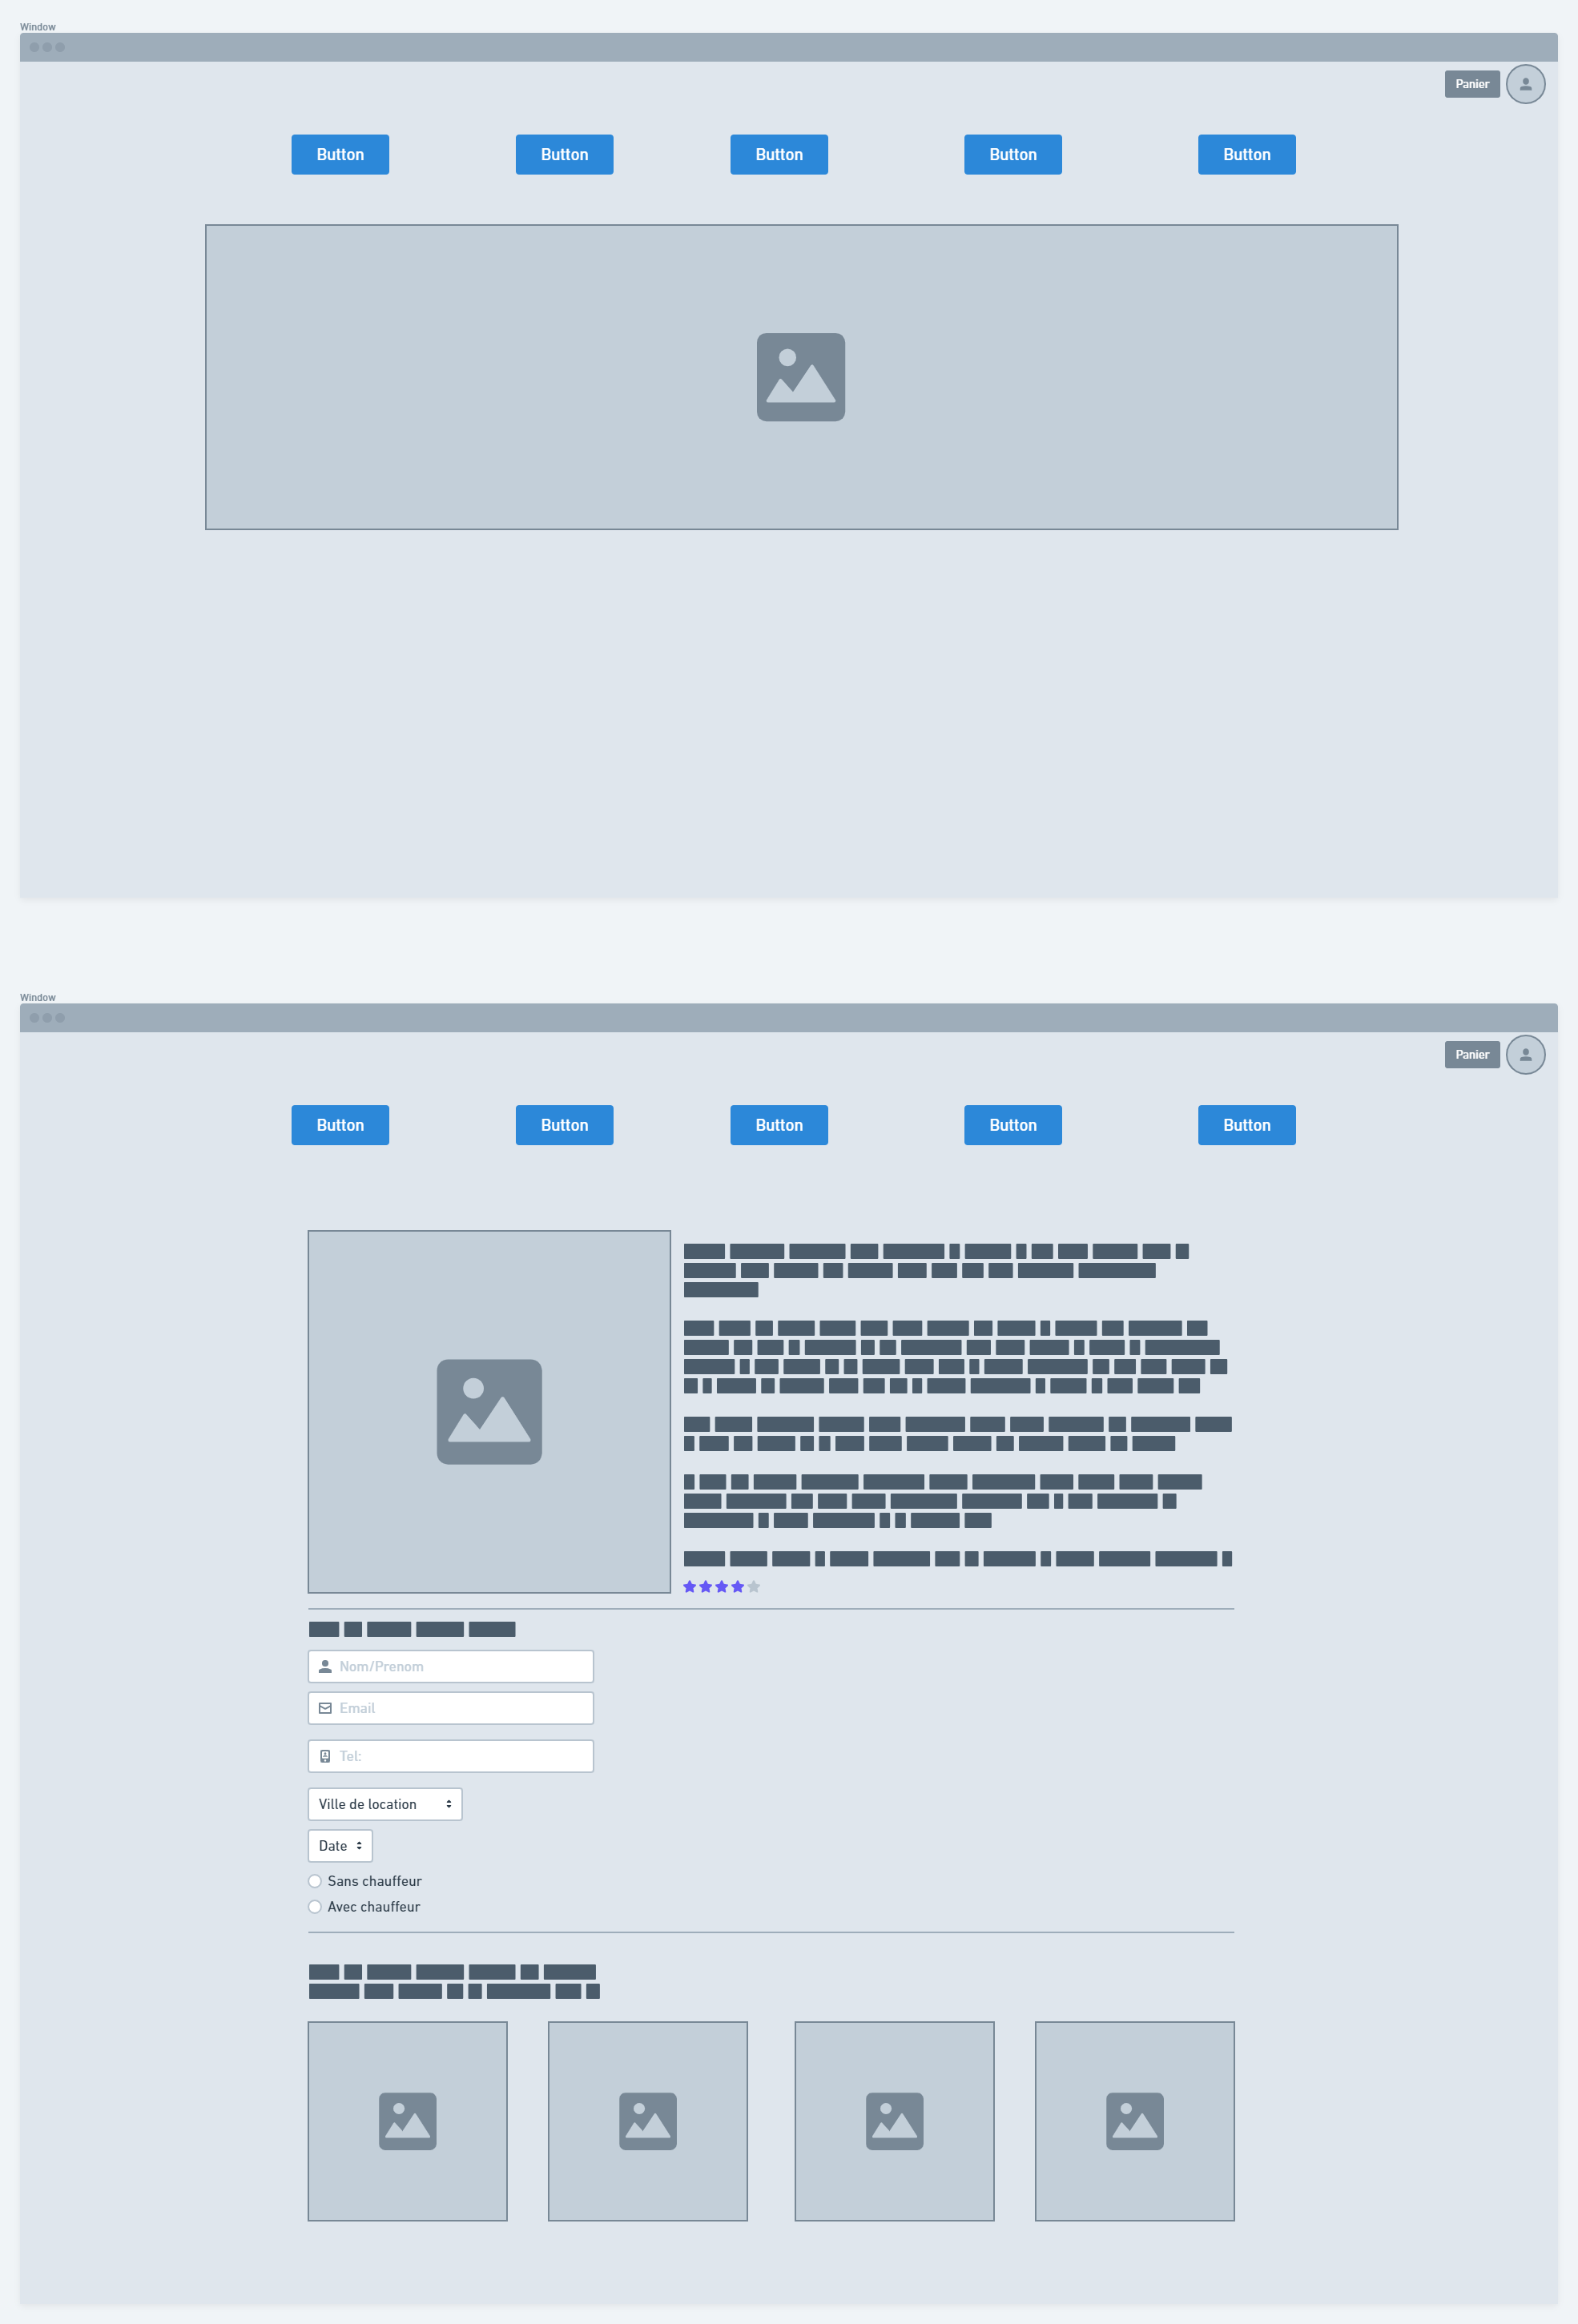 Window
Panier
Button Button Button Button Button
Window
Panier
Button Button Button Button Button
Nom/Prenom
Email
Tel:
Ville de location
Date
Sans chauffeur
Avec chauffeur